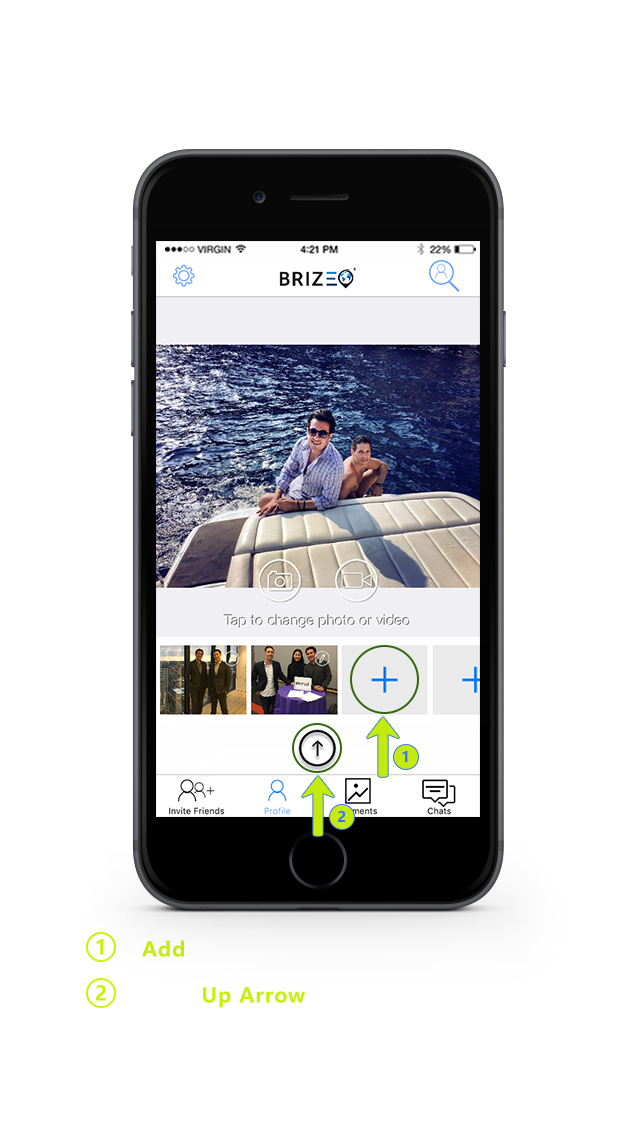 VIRGIN 4:21 PM 22%
BRIZEO
Tap to change photo or video
1
2
Invite Friends Profile ments Chats
1 Add
2 Up Arrow